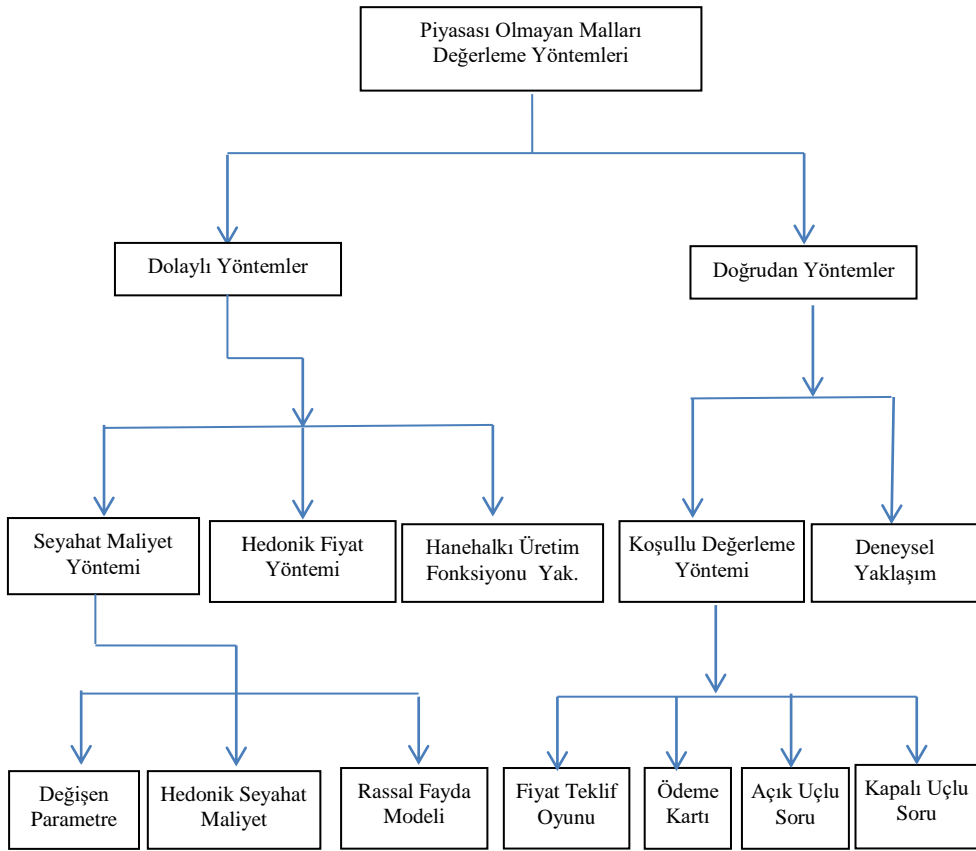 Piyasası Olmayan Malları
Değerleme Yöntemleri
Dolaylı Yöntemler
Doğrudan Yöntemler
Seyahat Maliyet
Yöntemi
Hedonik Fiyat
Yöntemi
Hanehalkı Üretim
Fonksiyonu Yak.
Koşullu Değerleme
Yöntemi
Deneysel
Yaklaşım
Değişen
Parametre
Hedonik Seyahat
Maliyet
Rassal Fayda
Modeli
Fiyat Teklif
Oyunu
Ödeme
Kartı
Açık Uçlu
Soru
Kapalı Uçlu
Soru